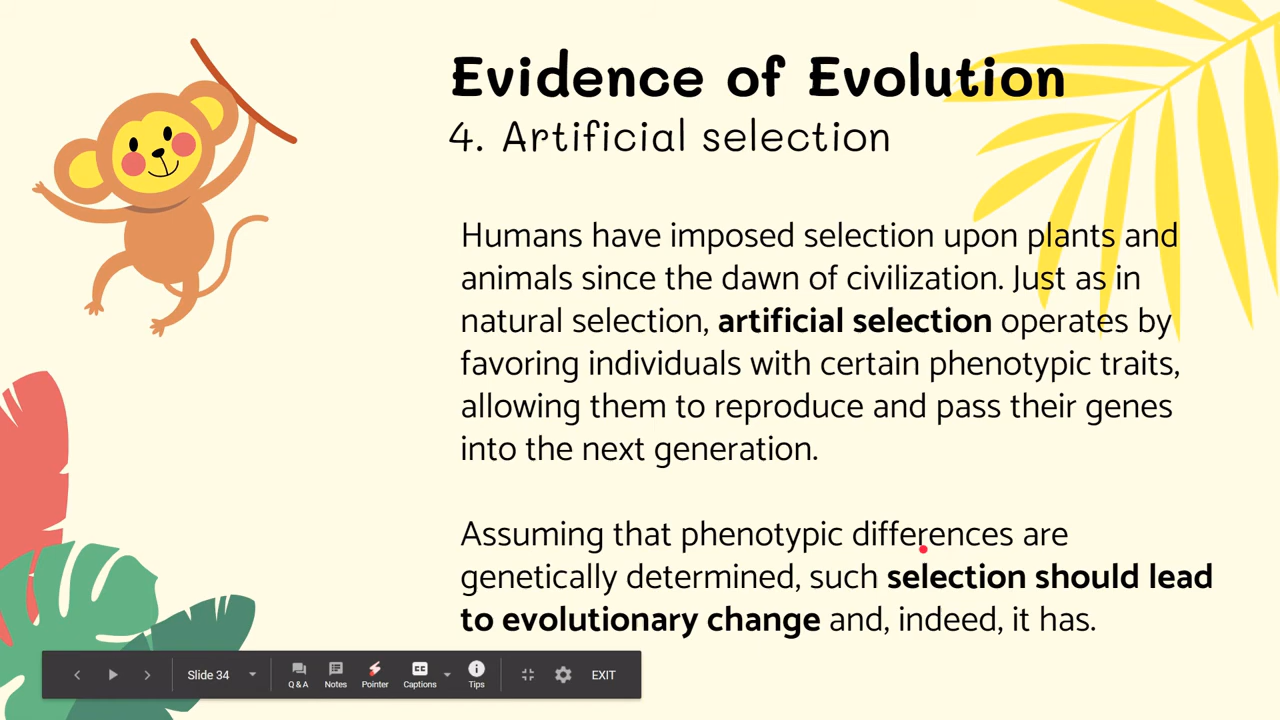 Evidence of Evolution
4. Artificial selection
Humans have imposed selection upon plants and
animals since the dawn of civilization. Just as in
natural selection, artificial selection operates by
favoring individuals with certain phenotypic traits,
allowing them to reproduce and pass their genes
into the next generation.
Assuming that phenotypic differences are
genetically determined, such selection should lead
to evolutionary change and, indeed, it has.
Slide 34
Q & A
Notes
Pointer
CC
Captions
Tips
EXIT